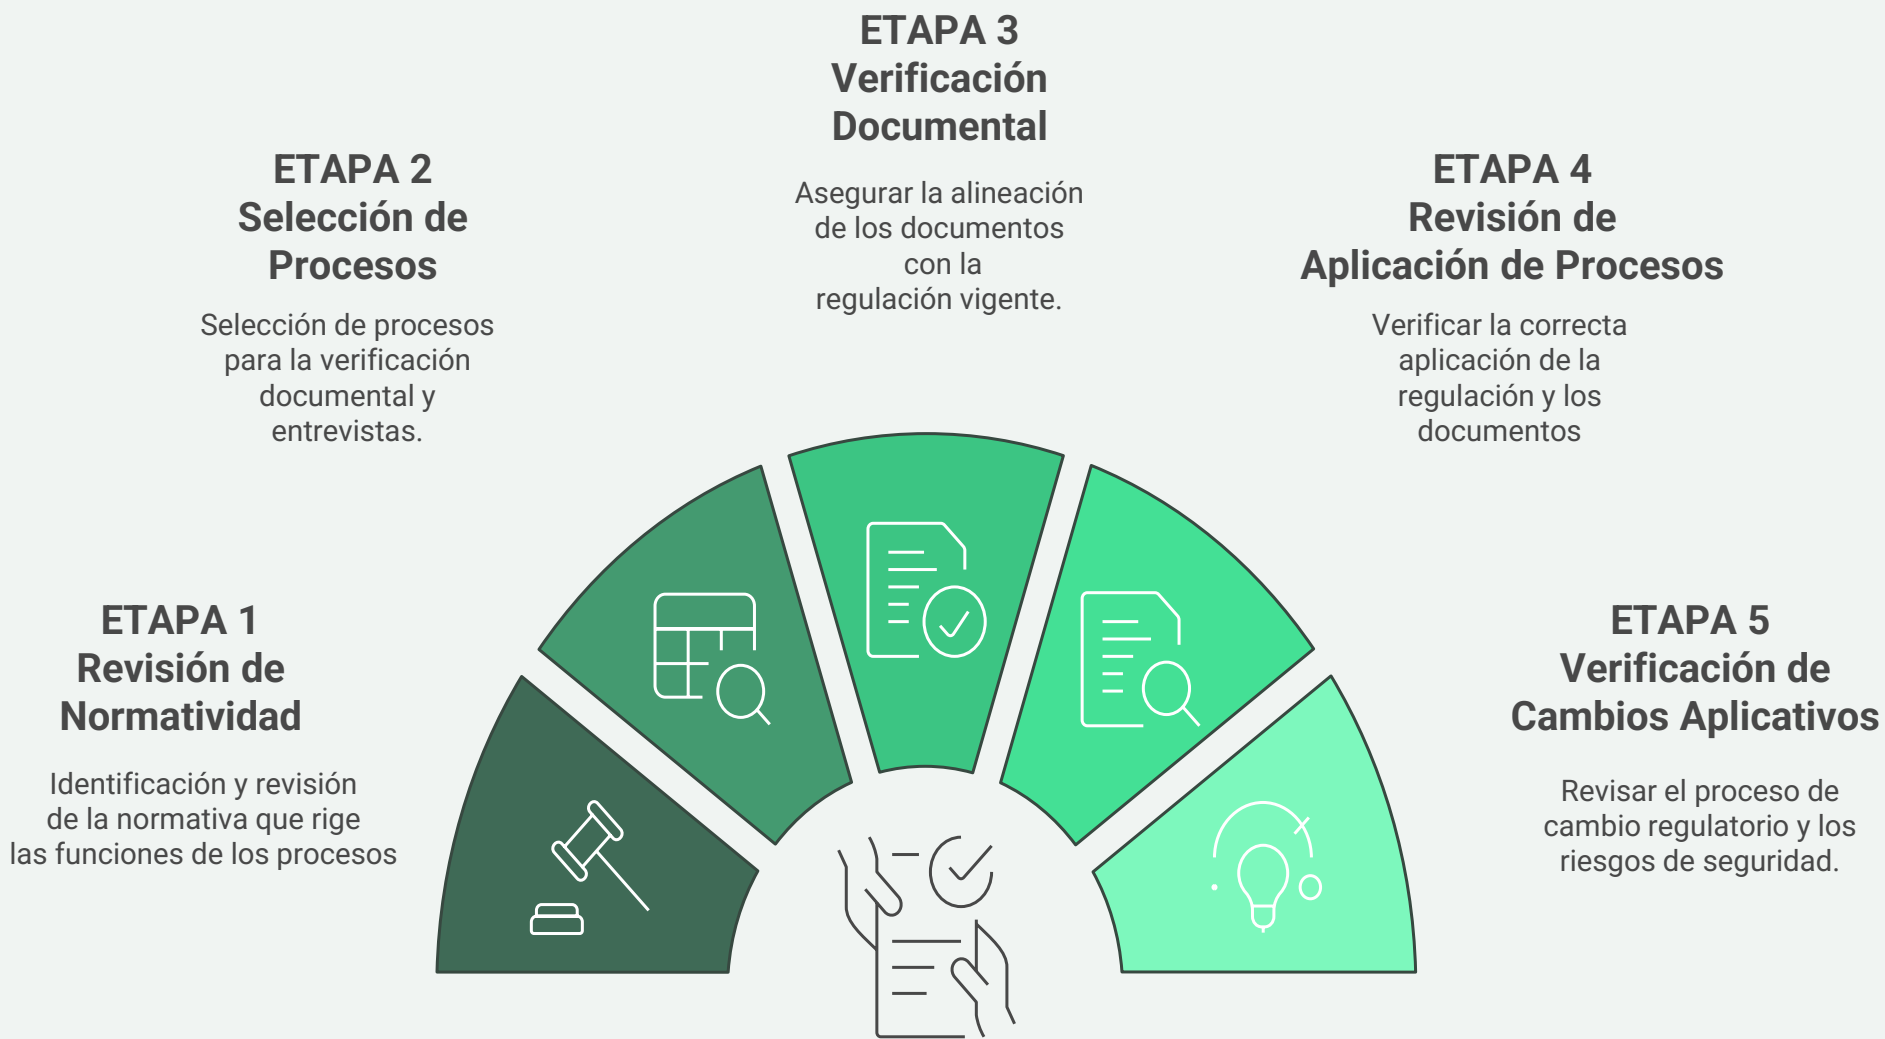 ETAPA 1
Revisión de
Normatividad
Identificación y revisión
de la normativa que rige
las funciones de los procesos
ETAPA 2
Selección de
Procesos
Selección de procesos
para la verificación
documental y
entrevistas.
ETAPA 3
Verificación
Documental
Asegurar la alineación
de los documentos
con la
regulación vigente.
ETAPA 4
Revisión de
Aplicación de Procesos
Verificar la correcta
aplicación de la
regulación y los
documentos
ETAPA 5
Verificación de
Cambios Aplicativos
Revisar el proceso de
cambio regulatorio y los
riesgos de seguridad.